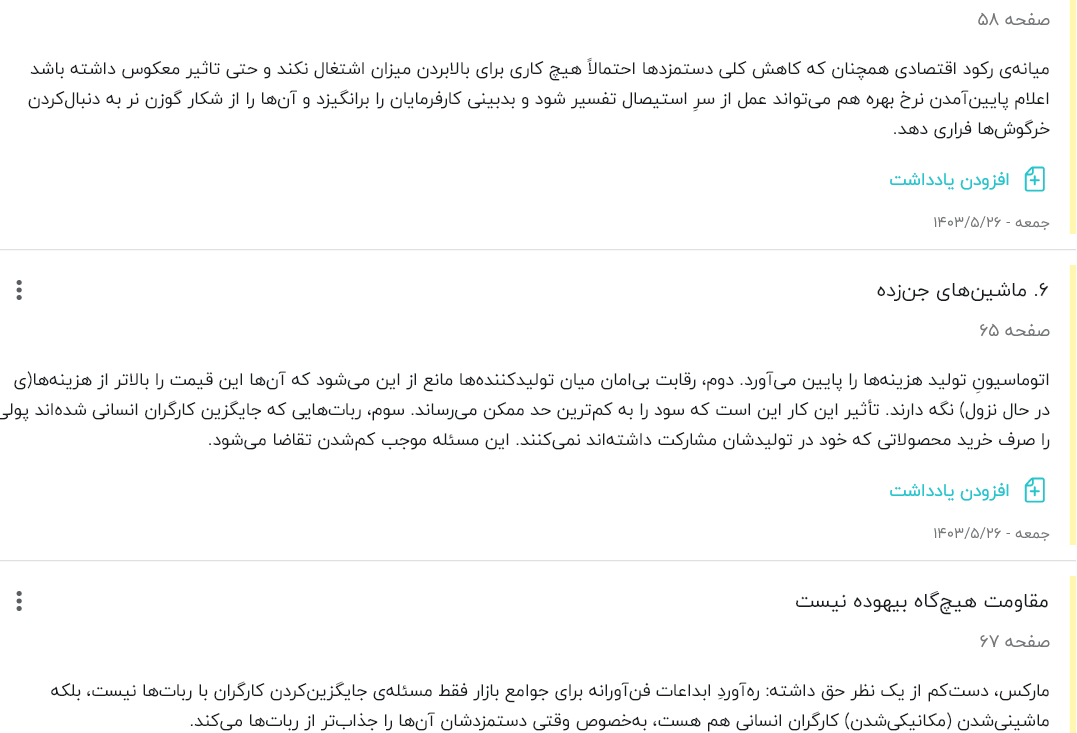 صفحه ۵۸
میانه‌ی رکود اقتصادی همچنان که کاهش کلی دستمزدها احتمالاً هیچ کاری برای بالابردن میزان اشتغال نکند و حتی تاثیر معکوس داشته باشد
اعلام پایین‌آمدن نرخ بهره هم می‌تواند عمل از سرِ استیصال تفسیر شود و بدبینی کارفرمایان را برانگیزد و آن‌ها را از شکار گوزن نر به دنبال‌کردن
خرگوش‌ها فراری دهد.
افزودن یادداشت
جمعه - ۱۴۰۳/۵/۲۶
۶. ماشین‌های جن‌زده
صفحه ۶۵
اتوماسیونِ تولید هزینه‌ها را پایین می‌آورد. دوم، رقابت بی‌امان میان تولیدکننده‌ها مانع از این می‌شود که آن‌ها این قیمت را بالاتر از هزینه‌ها(ی
در حال نزول) نگه دارند. تأثیر این کار این است که سود را به کم‌ترین حد ممکن می‌رساند. سوم، ربات‌هایی که جایگزین کارگران انسانی شده‌اند پولی
را صرف خرید محصولاتی که خود در تولیدشان مشارکت داشته‌اند نمی‌کنند. این مسئله موجب کم‌شدن تقاضا می‌شود.
افزودن یادداشت
جمعه - ۱۴۰۳/۵/۲۶
مقاومت هیچ‌گاه بیهوده نیست
صفحه ۶۷
مارکس، دست‌کم از یک نظر حق داشته: ره‌آوردِ ابداعات فن‌آورانه برای جوامع بازار فقط مسئله‌ی جایگزین‌کردن کارگران با ربات‌ها نیست، بلکه
ماشینی‌شدن (مکانیکی‌شدن) کارگران انسانی هم هست، به‌خصوص وقتی دستمزدشان آن‌ها را جذاب‌تر از ربات‌ها می‌کند.